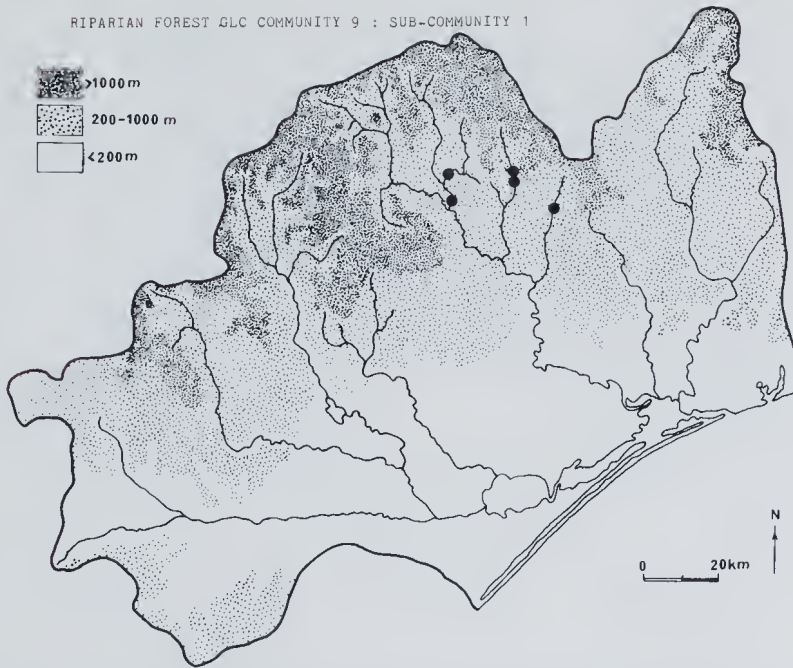 RIPARIAN FOREST GLC COMMUNITY 9 : SUB-COMMUNITY 1
>1000m
200-1000 m
<200m
N
0 20km